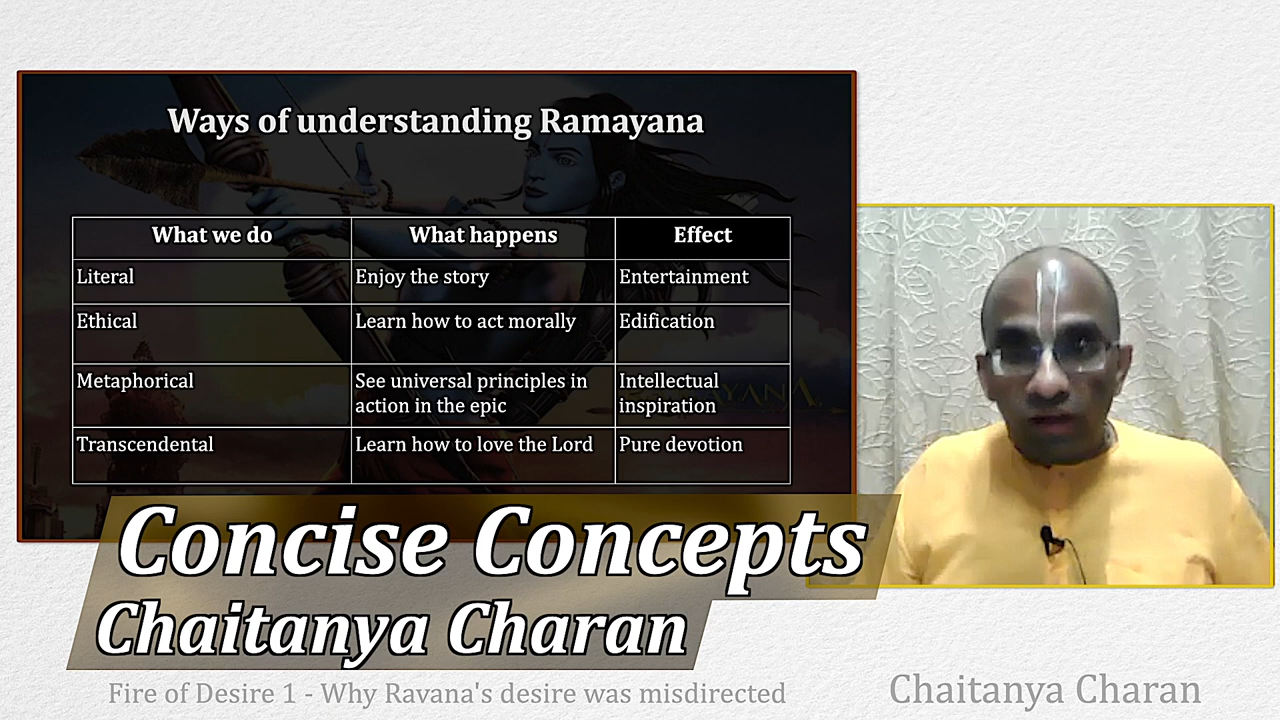 Ways of understanding Ramayana
What we do What happens Effect
Literal Enjoy the story Entertainment
Ethical Learn how to act morally Edification
Metaphorical See universal principles in Intellectual
action in the epic inspiration
Transcendental Learn how to love the Lord Pure devotion
Concise Concepts
Chaitanya Charan
Fire of Desire 1 - Why Ravana's desire was misdirected
Chaitanya Charan